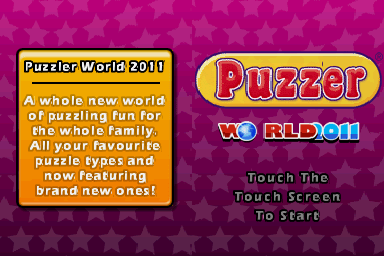 Puzzler World 2011
A whole new world
of puzzling fun for
the whole family.
All your favourite
puzzle types and
now featuring
brand new ones!
Puzzer
WORLD2011
Touch The
Touch Screen
To Start